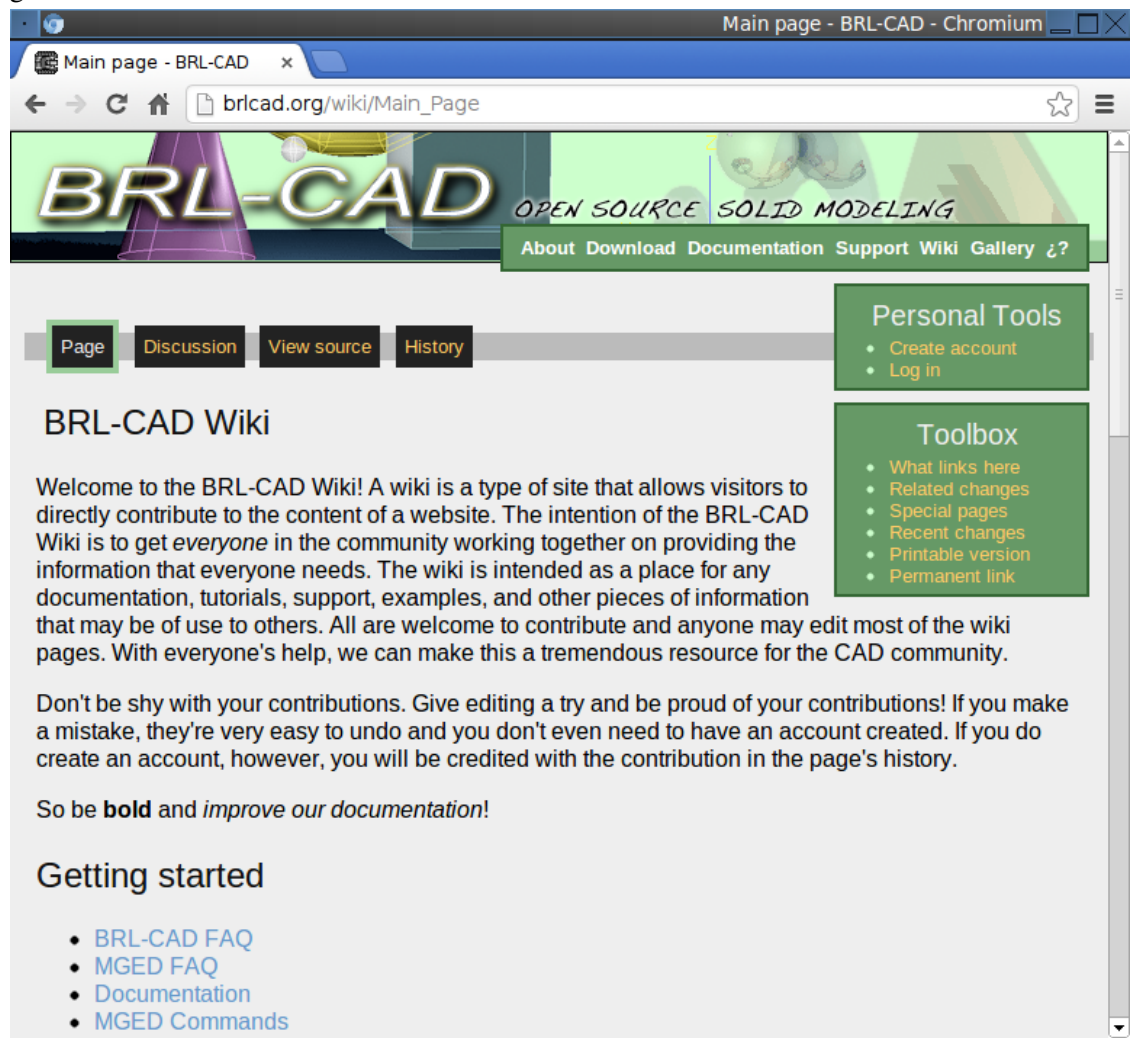 Main page - BRL-CAD - Chromium
Main page - BRL-CAD
brlcad.org/wiki/Main_Page
BRL-CAD
OPEN SOURCE SOLID MODELING
About Download Documentation Support Wiki Gallery ¿?
Personal Tools
Create account
Log in
Page Discussion View source History
Toolbox
What links here
Related changes
Special pages
Recent changes
Printable version
Permanent link
BRL-CAD Wiki
Welcome to the BRL-CAD Wiki! A wiki is a type of site that allows visitors to
directly contribute to the content of a website. The intention of the BRL-CAD
Wiki is to get everyone in the community working together on providing the
information that everyone needs. The wiki is intended as a place for any
documentation, tutorials, support, examples, and other pieces of information
that may be of use to others. All are welcome to contribute and anyone may edit most of the wiki
pages. With everyone's help, we can make this a tremendous resource for the CAD community.
Don't be shy with your contributions. Give editing a try and be proud of your contributions! If you make
a mistake, they're very easy to undo and you don't even need to have an account created. If you do
create an account, however, you will be credited with the contribution in the page's history.
So be bold and improve our documentation!
Getting started
BRL-CAD FAQ
MGED FAQ
Documentation
MGED Commands